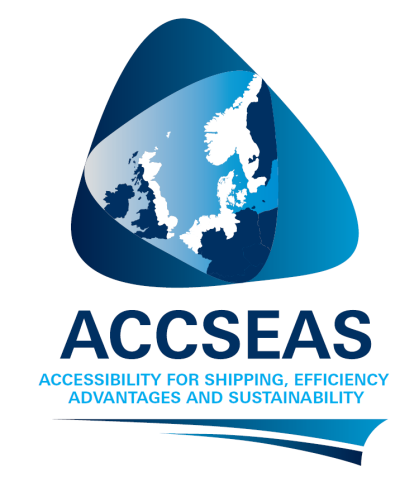 ACCSEAS
ACCESSIBILITY FOR SHIPPING, EFFICIENCY
ADVANTAGES AND SUSTAINABILITY